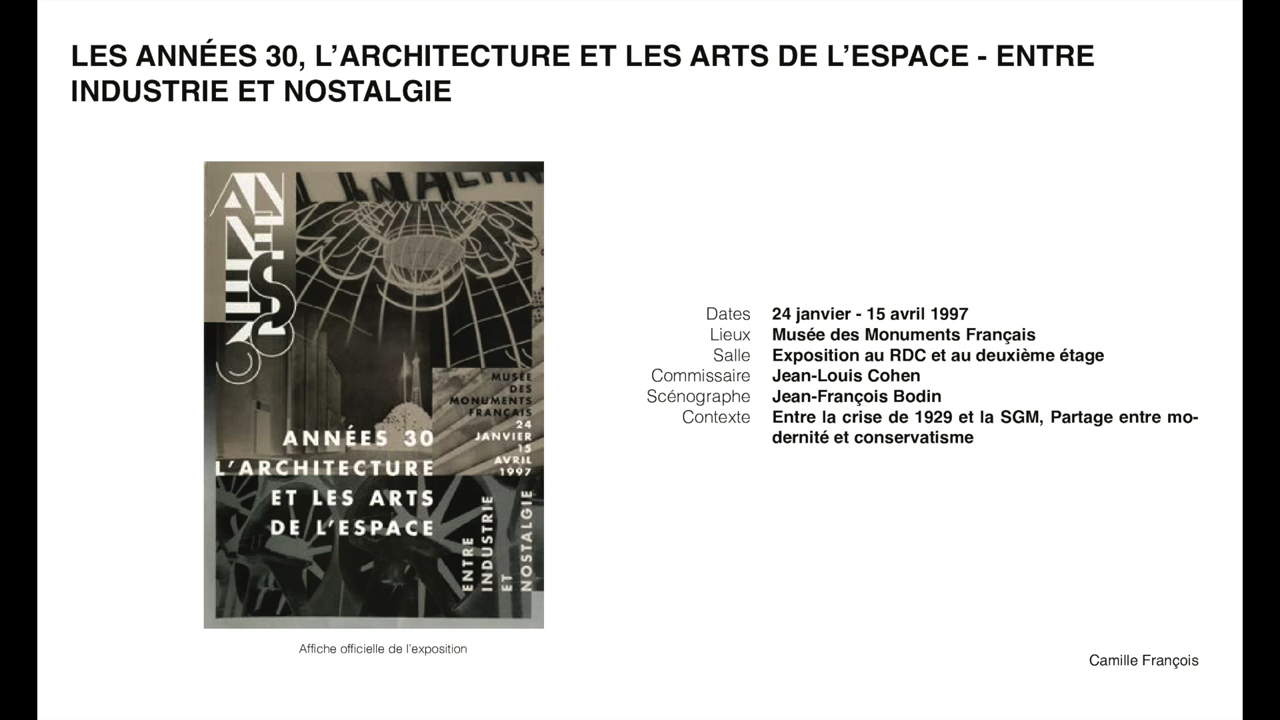 LES ANNÉES 30, L’ARCHITECTURE ET LES ARTS DE L’ESPACE - ENTRE
INDUSTRIE ET NOSTALGIE
ANNÉES
30
MUSÉE
DES
MONUMENTS
FRANÇAIS
24
JANVIER
15
AVRIL
1997
ANNÉES 30
L’ARCHITECTURE
ET LES ARTS
DE L’ESPACE
ENTRE
INDUSTRIE
ET
NOSTALGIE
Affiche officielle de l’exposition
Dates 24 janvier - 15 avril 1997
Lieux Musée des Monuments Français
Salle Exposition au RDC et au deuxième étage
Commissaire Jean-Louis Cohen
Scénographe Jean-François Bodin
Contexte Entre la crise de 1929 et la SGM, Partage entre mo-
dernité et conservatisme
Camille François